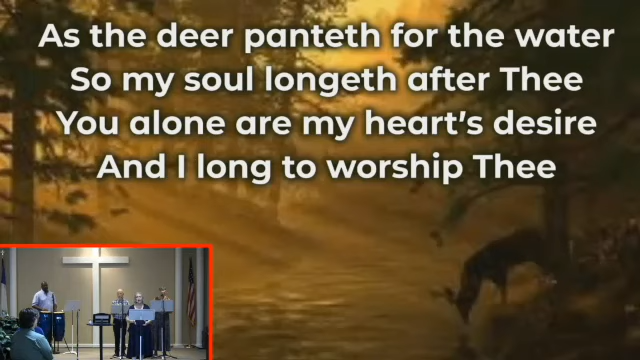 As the deer panteth for the water
So my soul longeth after Thee
You alone are my heart's desire
And I long to worship Thee